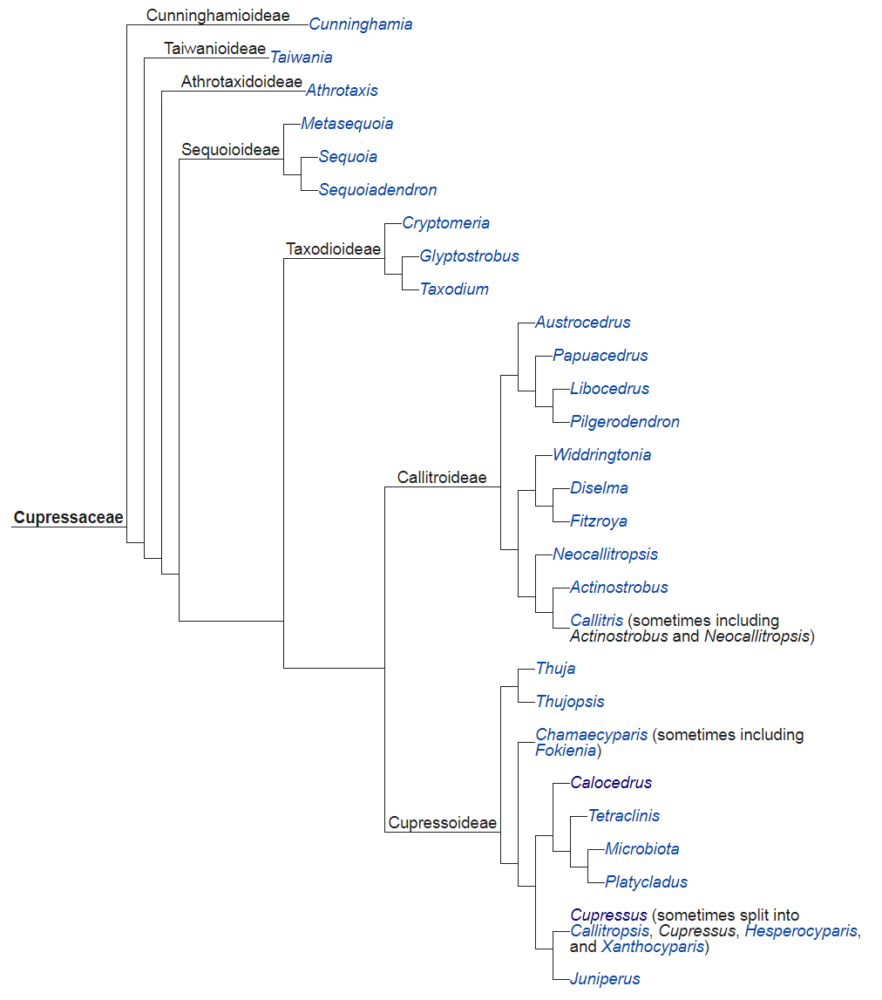 Cunninghamioideae
Cunninghamia
Taiwanioideae
Taiwania
Athrotaxidoideae
Athrotaxis
Metasequoia
Sequoioideae
Sequoia
Sequoiadendron
Cryptomeria
Taxodioideae
Glyptostrobus
Taxodium
Austrocedrus
Papuacedrus
Libocedrus
Pilgerodendron
Widdringtonia
Callitroideae
Diselma
Cupressaceae
Fitzroya
Neocallitropsis
Actinostrobus
Callitris (sometimes including
Actinostrobus and Neocallitropsis)
Thuja
Thujopsis
Chamaecyparis (sometimes including
Fokienia)
Calocedrus
Tetraclinis
Cupressoideae
Microbiota
Platycladus
Cupressus (sometimes split into
Callitropsis, Cupressus, Hesperocyparis,
and Xanthocyparis)
Juniperus